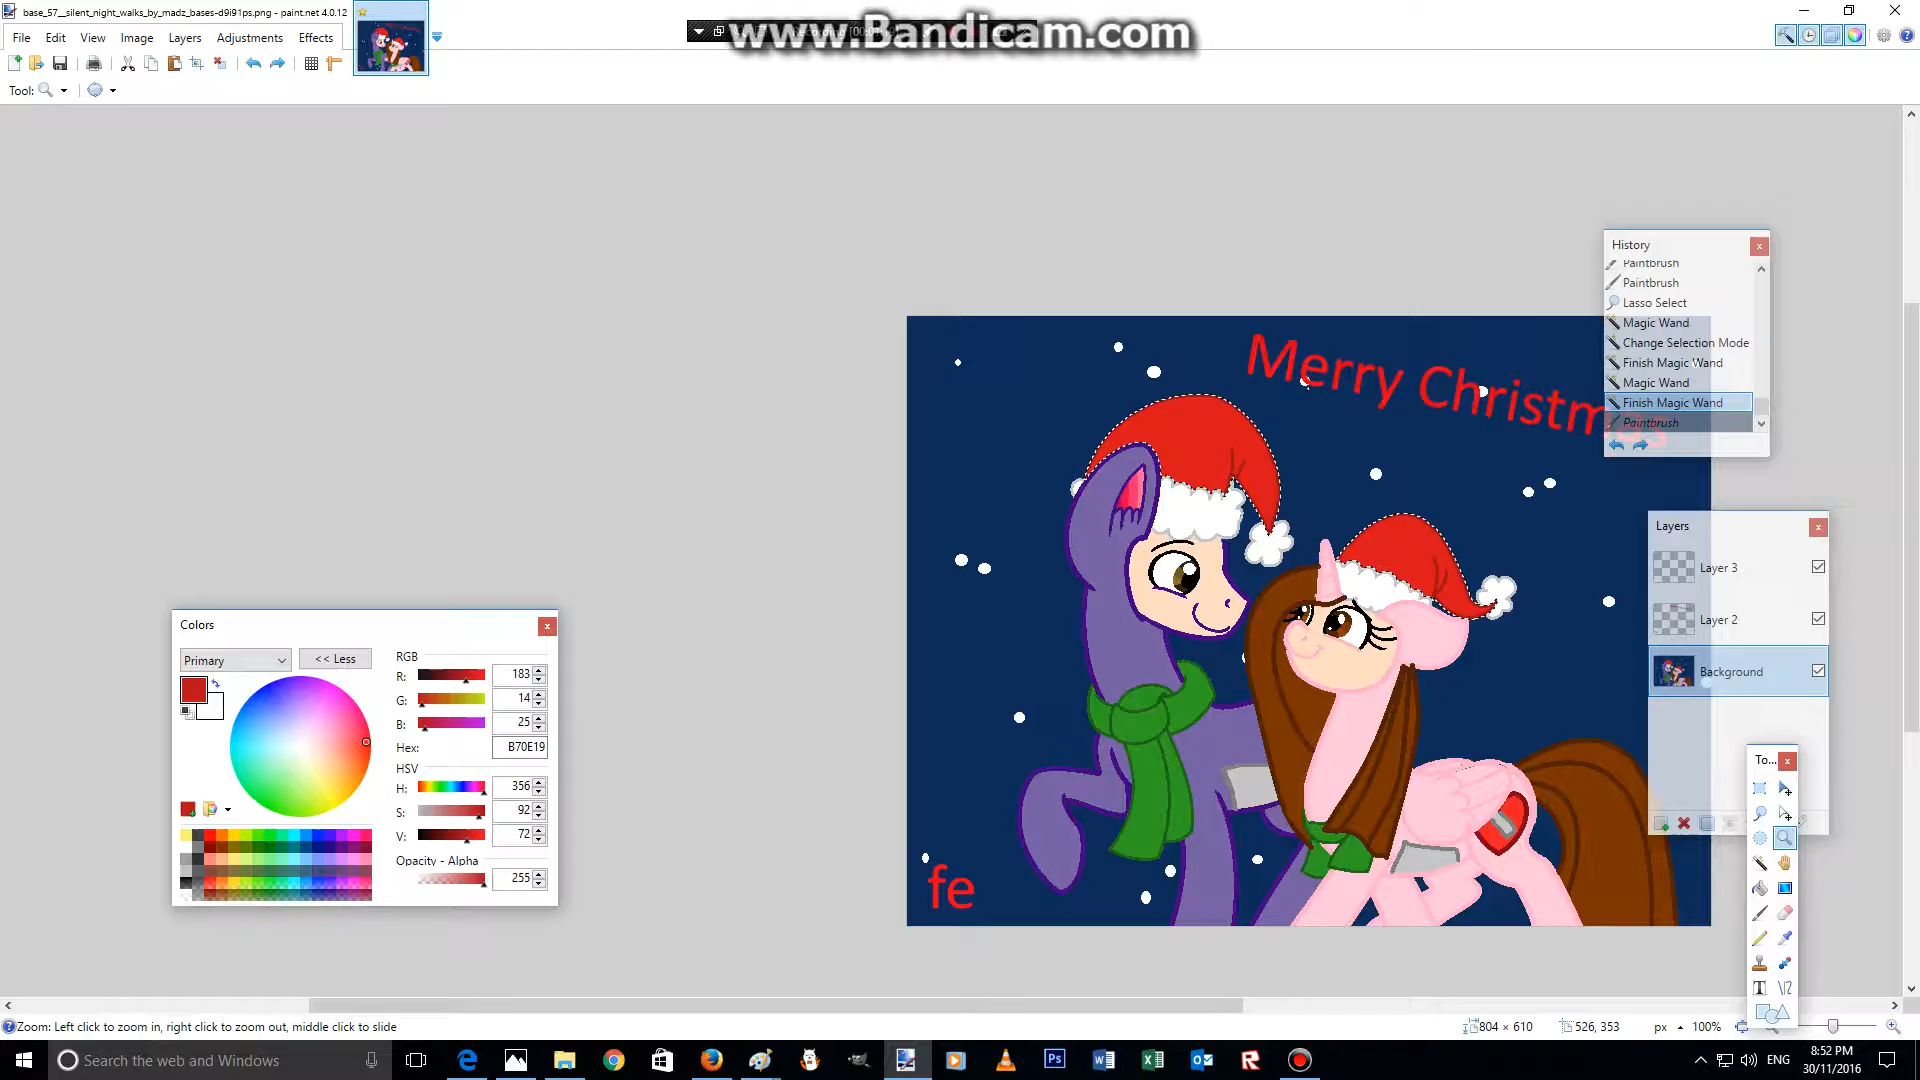 base_57__silent_night_walks_by_madz_bases-d9i91ps.png - paint.net 4.0.12
www.Bandicam.com
File Edit View Image Layers Adjustments Effects
Tool:
History
Paintbrush
Paintbrush
Lasso Select
Magic Wand
Change Selection Mode
Finish Magic Wand
Magic Wand
Finish Magic Wand
Paintbrush
Merry Christmas
Layers
Layer 3
Layer 2
Background
Colors
Primary
<< Less
RGB
R: 183
G: 14
B: 25
Hex: B70E19
HSV
H: 356
S: 92
V: 72
Opacity - Alpha
255
fe
To...
Zoom: Left click to zoom in, right click to zoom out, middle click to slide
804 × 610
526, 353
px
100%
Search the web and Windows
ENG
8:52 PM
30/11/2016